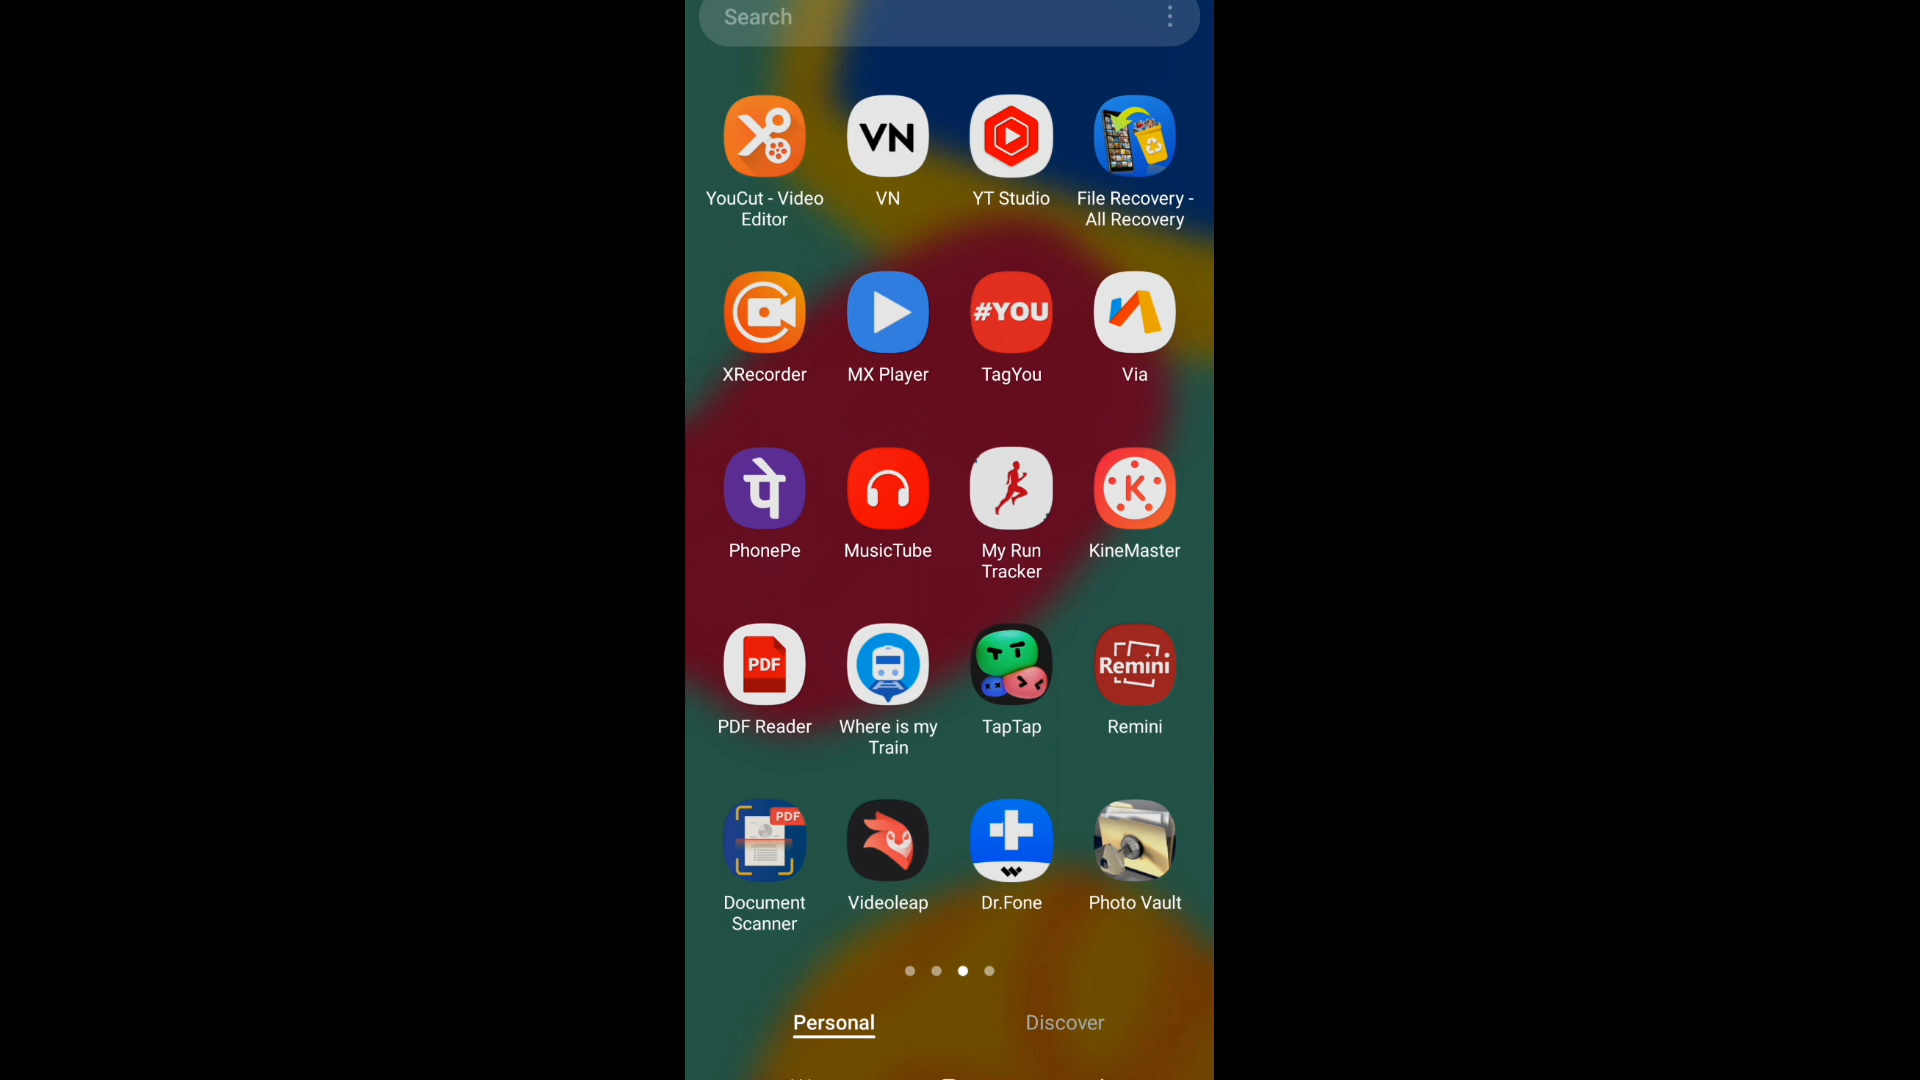 Search
VN
YouCut - Video
Editor
VN
YT Studio
File Recovery -
All Recovery
#YOU
XRecorder
MX Player
TagYou
Via
पे
K
PhonePe
MusicTube
My Run
Tracker
KineMaster
PDF
Remini
PDF Reader
Where is my
Train
TapTap
Remini
PDF
Document
Scanner
Videoleap
Dr.Fone
Photo Vault
Personal
Discover